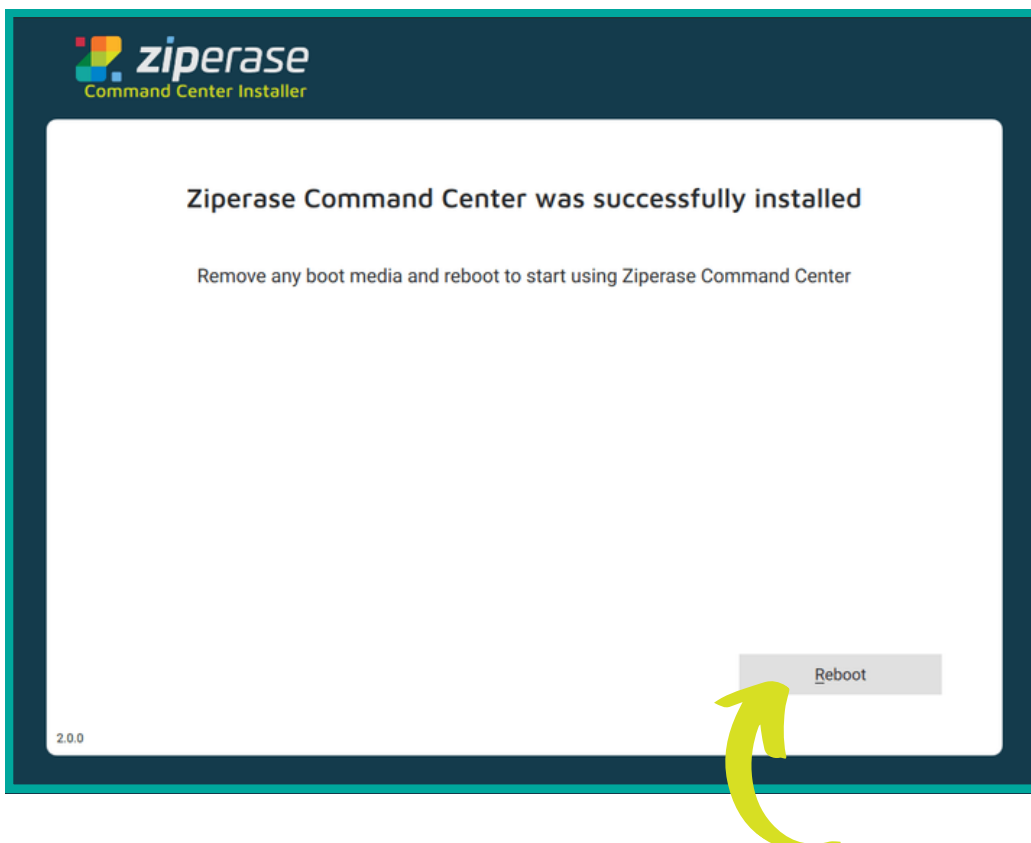 ziperase
Command Center Installer
Ziperase Command Center was successfully installed
Remove any boot media and reboot to start using Ziperase Command Center
Reboot
2.0.0